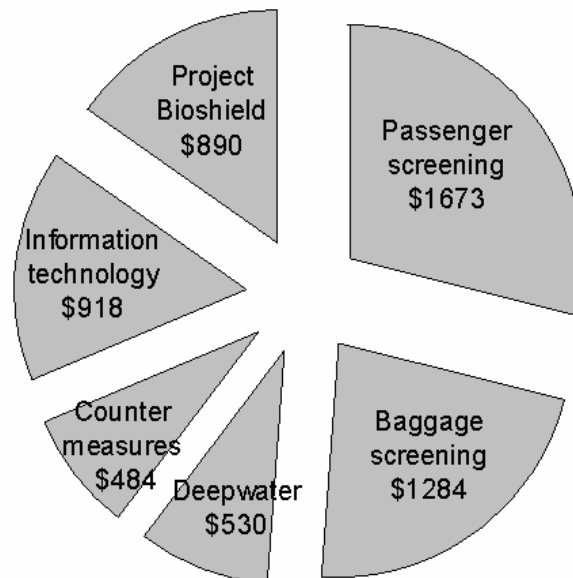 Project
Bioshield
$890
Passenger
screening
$1673
Information
technology
$918
Counter
measures
$484
Deepwater
$530
Baggage
screening
$1284